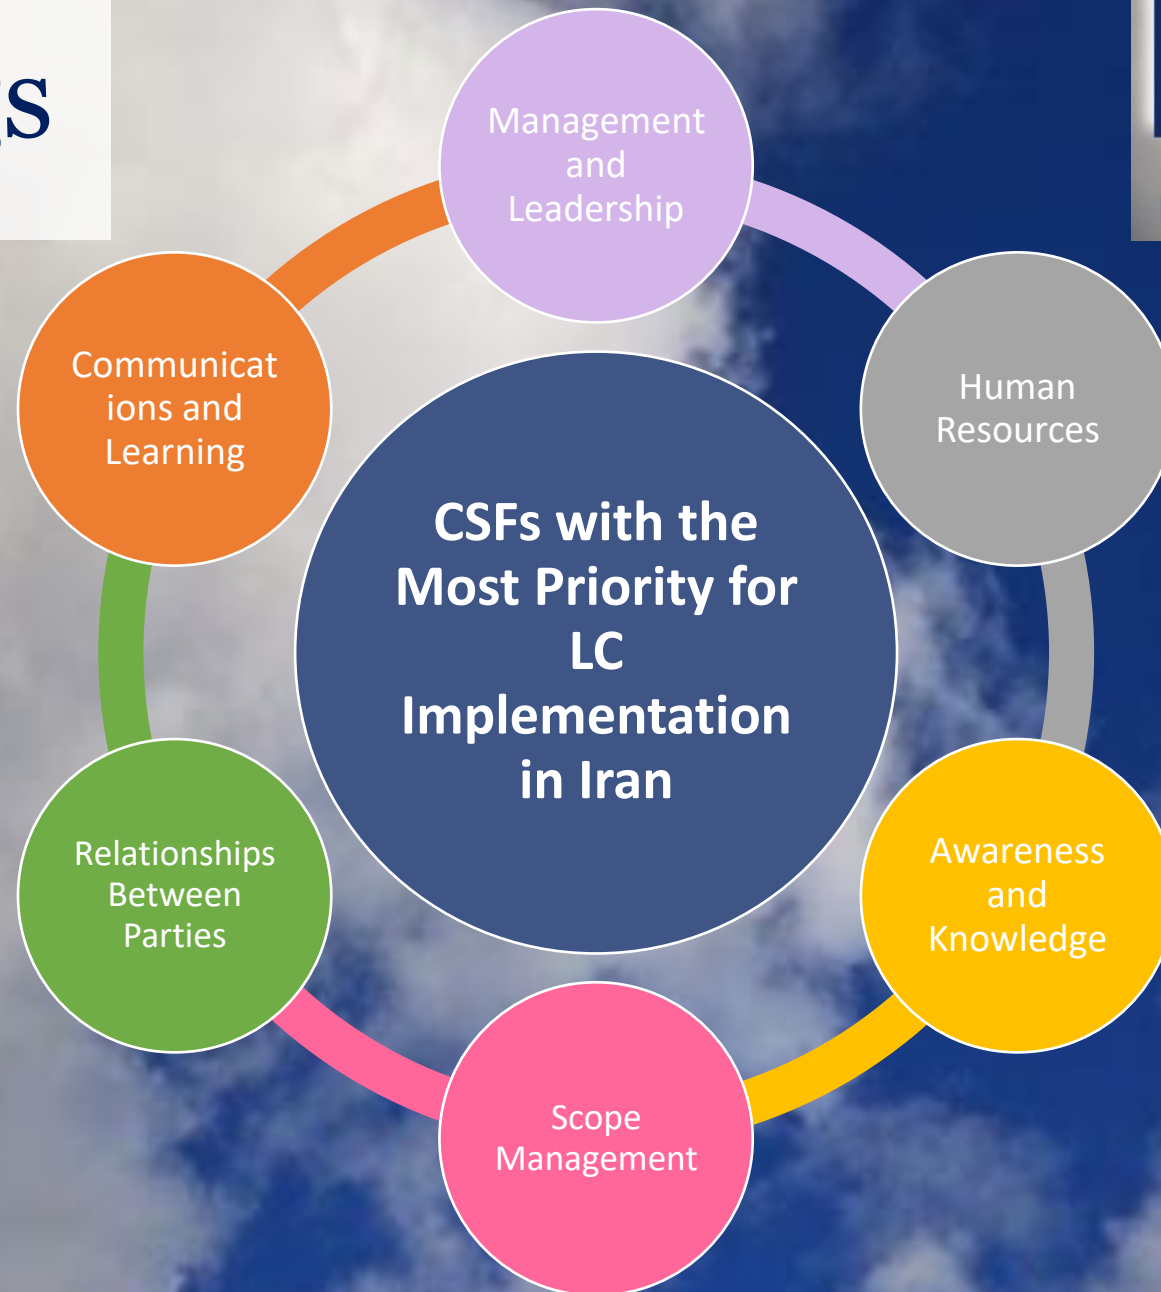 Management
and
Leadership
Human
Resources
Awareness
and
Knowledge
Scope
Management
Relationships
Between
Parties
Communicat
ions and
Learning
CSFs with the
Most Priority for
LC
Implementation
in Iran